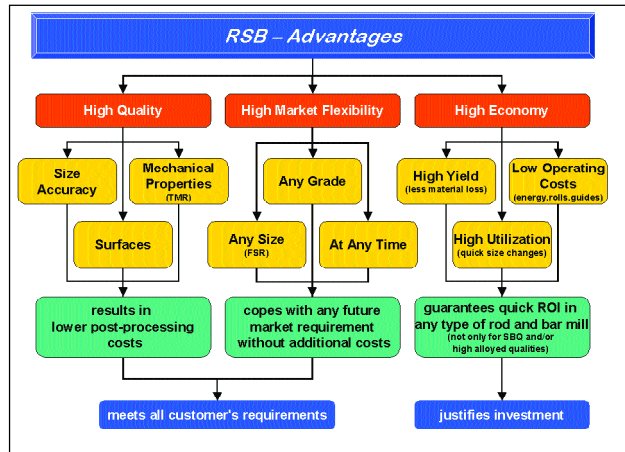 RSB – Advantages
High Quality
High Market Flexibility
High Economy
Size
Accuracy
Mechanical
Properties
(TMR)
Surfaces
Any Grade
Any Size
(FSR)
At Any Time
High Yield
(less material loss)
Low Operating
Costs
(energy.rolls.guides)
High Utilization
(quick size changes)
results in
lower post-processing
costs
copes with any future
market requirement
without additional costs
guarantees quick ROI in
any type of rod and bar mill
(not only for SBQ and/or
high alloyed qualities)
meets all customer's requirements
justifies investment